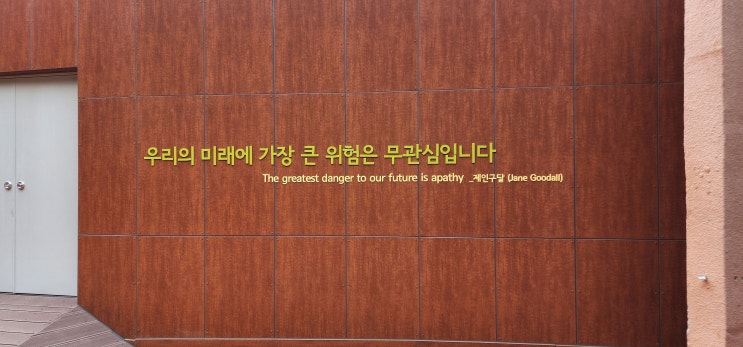 우리의 미래에 가장 큰 위험은 무관심입니다
The greatest danger to our future is apathy _제인구달 (Jane Goodall)